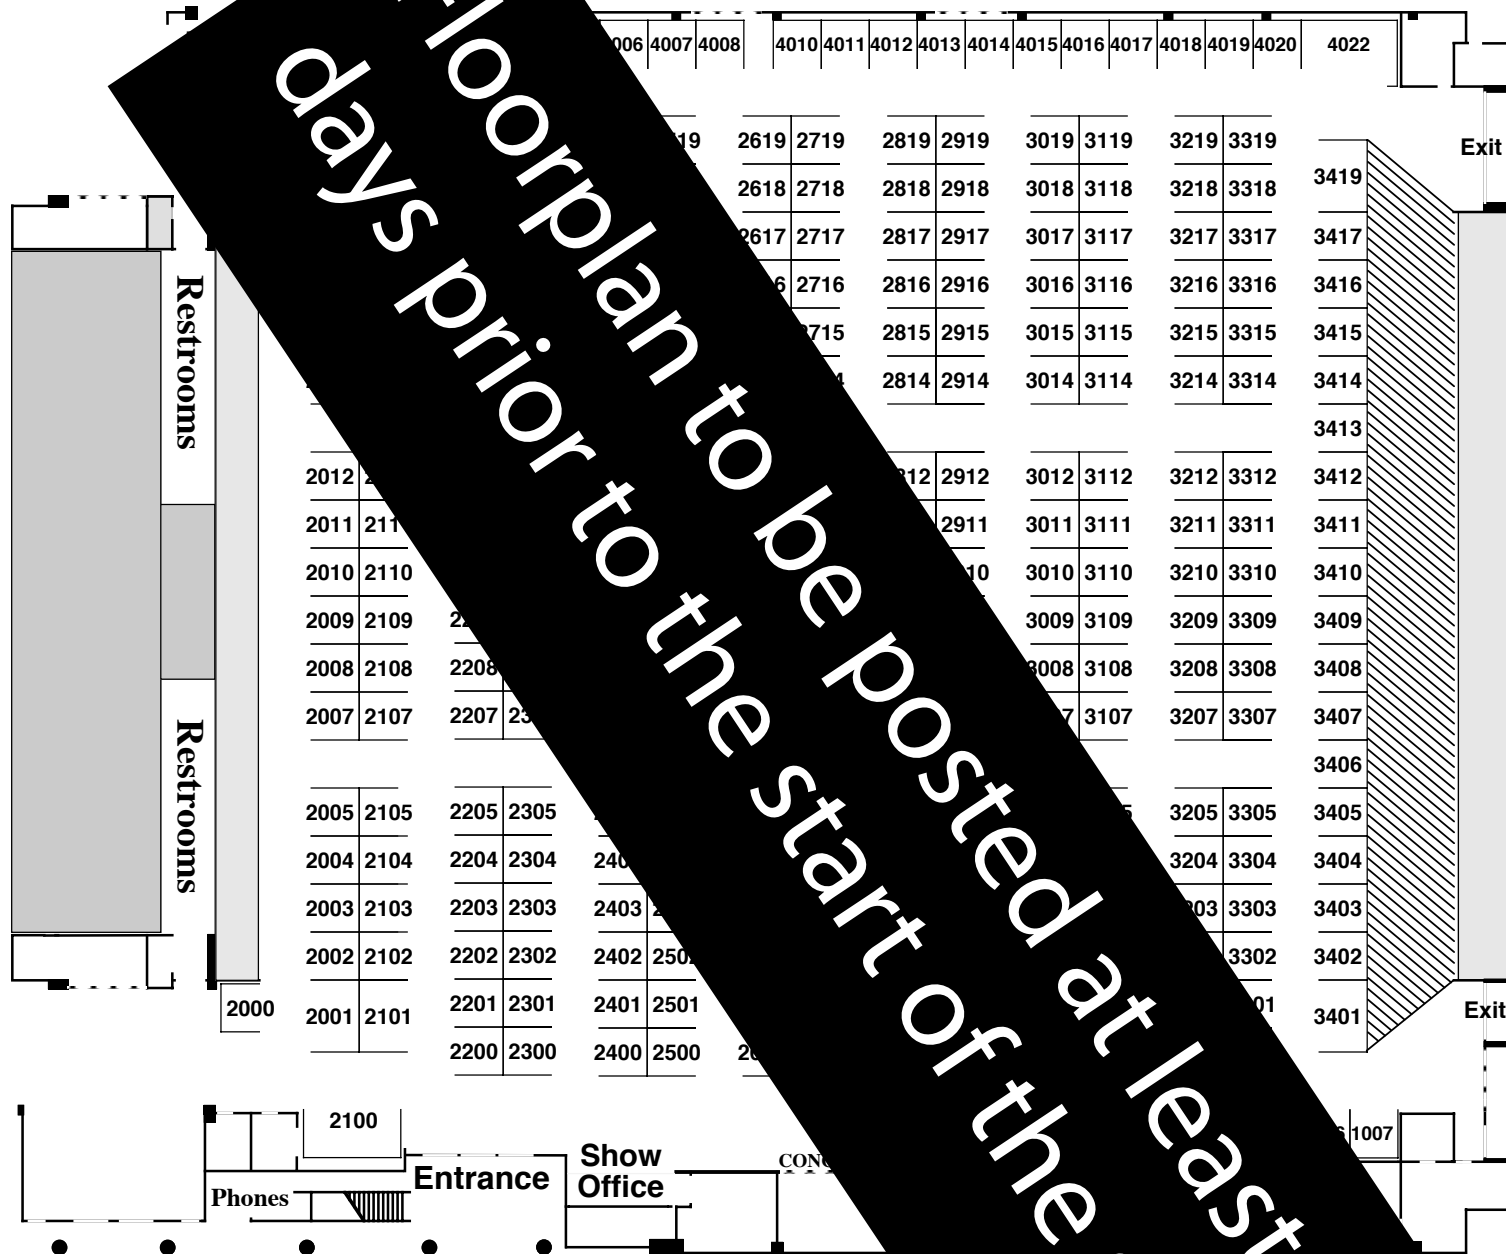 4007 4008 4010 4011 4012 4013 4014 4015 4016 4017 4018 4019 4020 4022
2619 2719 2819 2919 3019 3119 3219 3319
Exit
2618 2718 2818 2918 3018 3118 3218 3318 3419
2617 2717 2817 2917 3017 3117 3217 3317 3417
2716 2816 2916 3016 3116 3216 3316 3416
2815 2915 3015 3115 3215 3315 3415
2814 2914 3014 3114 3214 3314 3414
3413
Restrooms
2012 2912 3012 3112 3212 3312 3412
2011 2911 3011 3111 3211 3311 3411
2010 2110 3010 3110 3210 3310 3410
2009 2109 3009 3109 3209 3309 3409
2008 2108 2208 3108 3208 3308 3408
2007 2107 2207 3107 3207 3307 3407
3406
Restrooms
2005 2105 2205 2305 3205 3305 3405
2004 2104 2204 2304 3204 3304 3404
2003 2103 2203 2303 2403 3303 3403
2002 2102 2202 2302 2402 3302 3402
2000 2001 2101 2201 2301 2401 2501 3401
Exit
2200 2300 2400 2500
2100
1007
Entrance
Show
Office
Phones
floorplan to be posted at least
days prior to the start of the